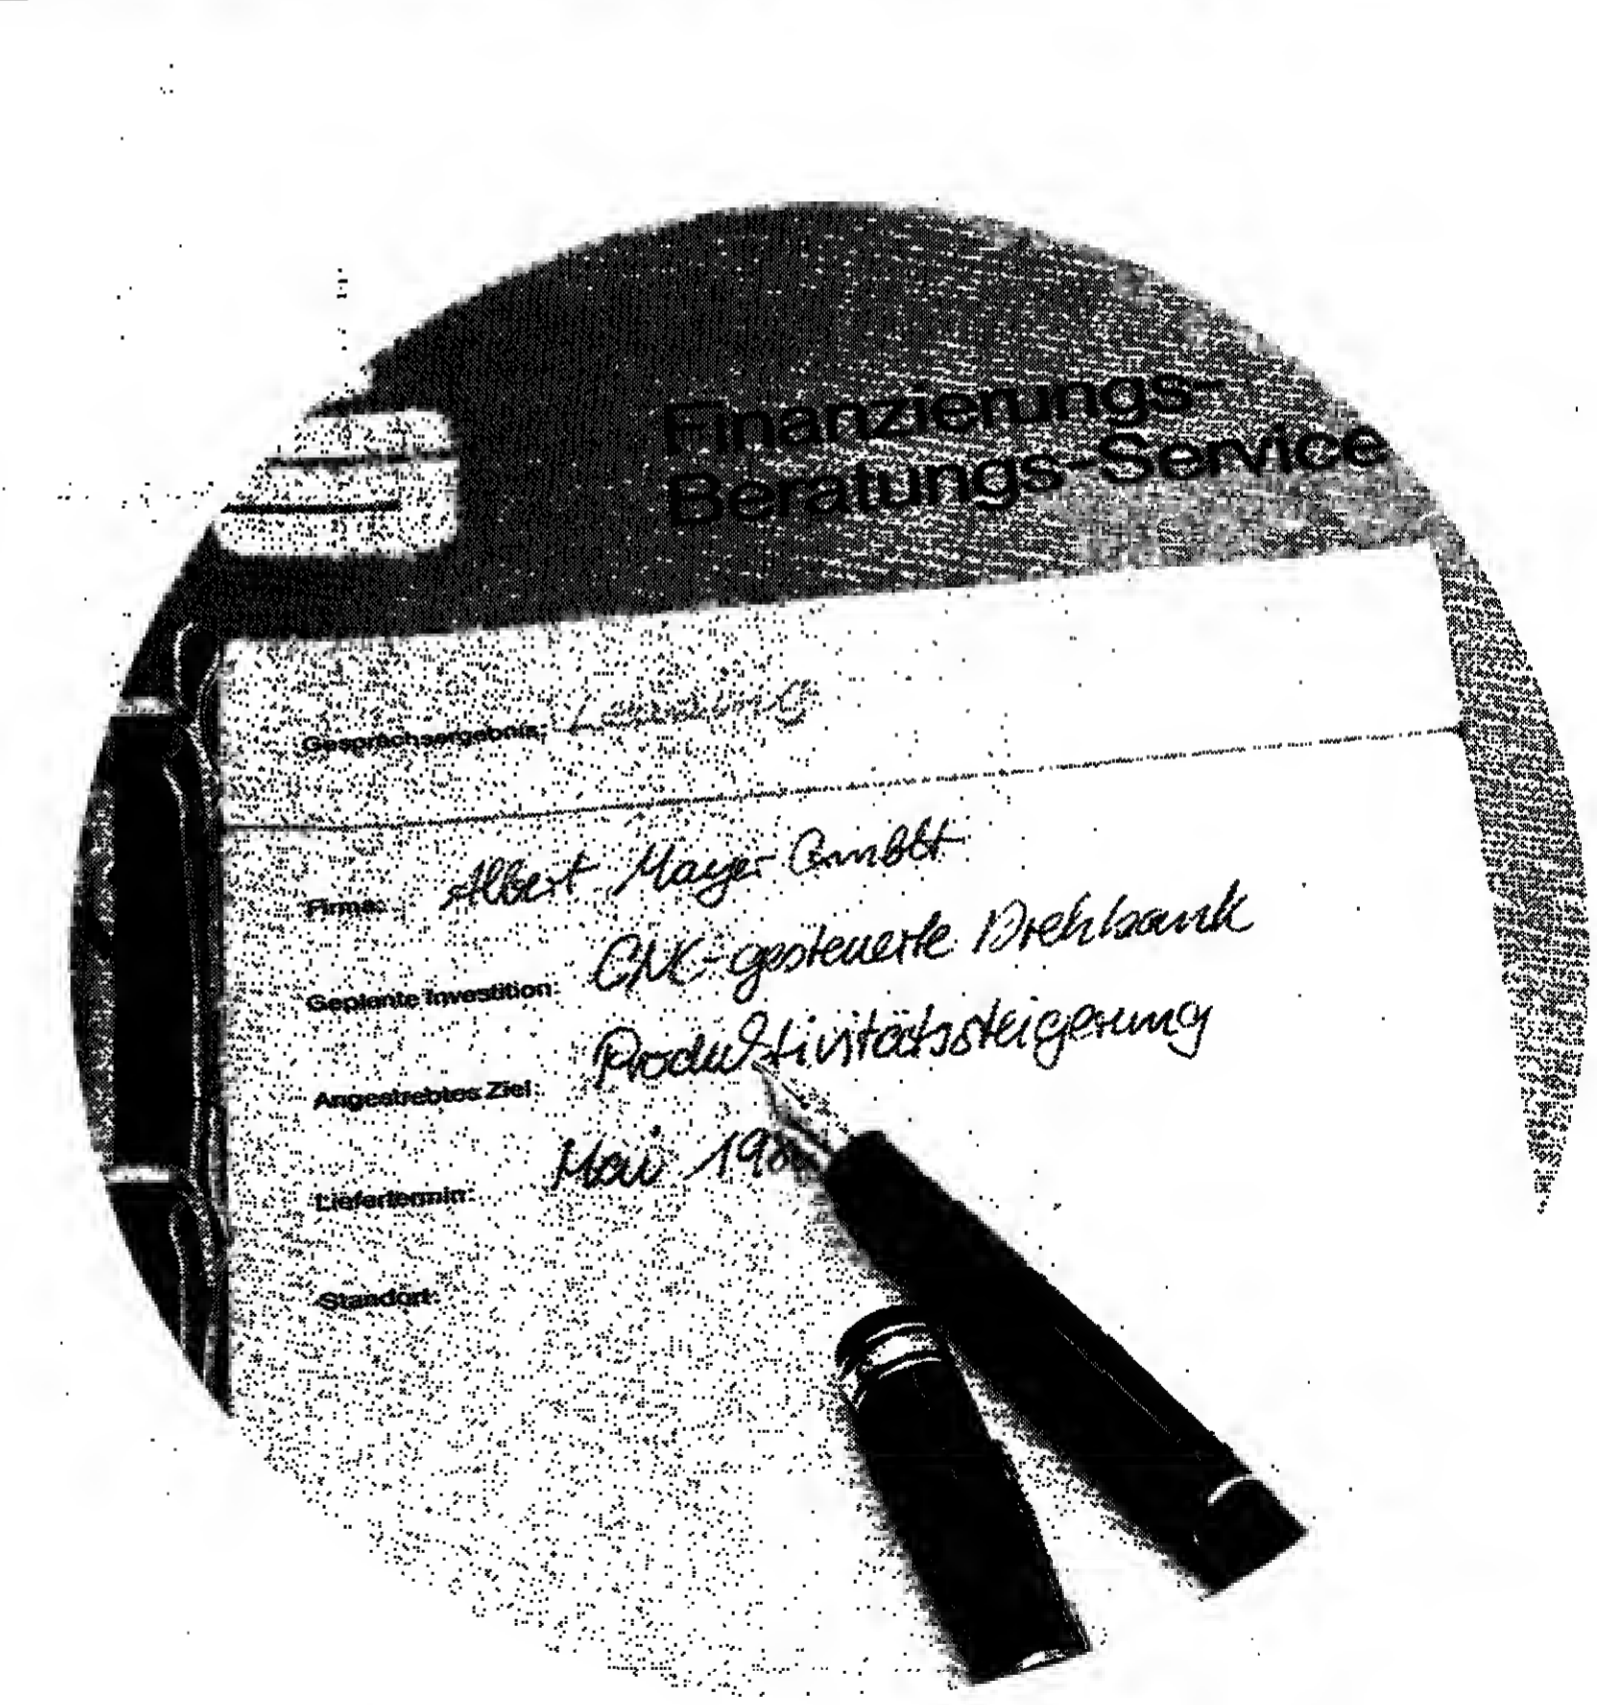 Finanzierungs-
Beratungs-Service
Gesprächsergebnis: Leasing
Firma: Albert Mayer GmbH
Geplante Investition: CNC-gesteuerte Drehbank
Angestrebtes Ziel: Produktivitätssteigerung
Liefertermin: Mai
Standort: